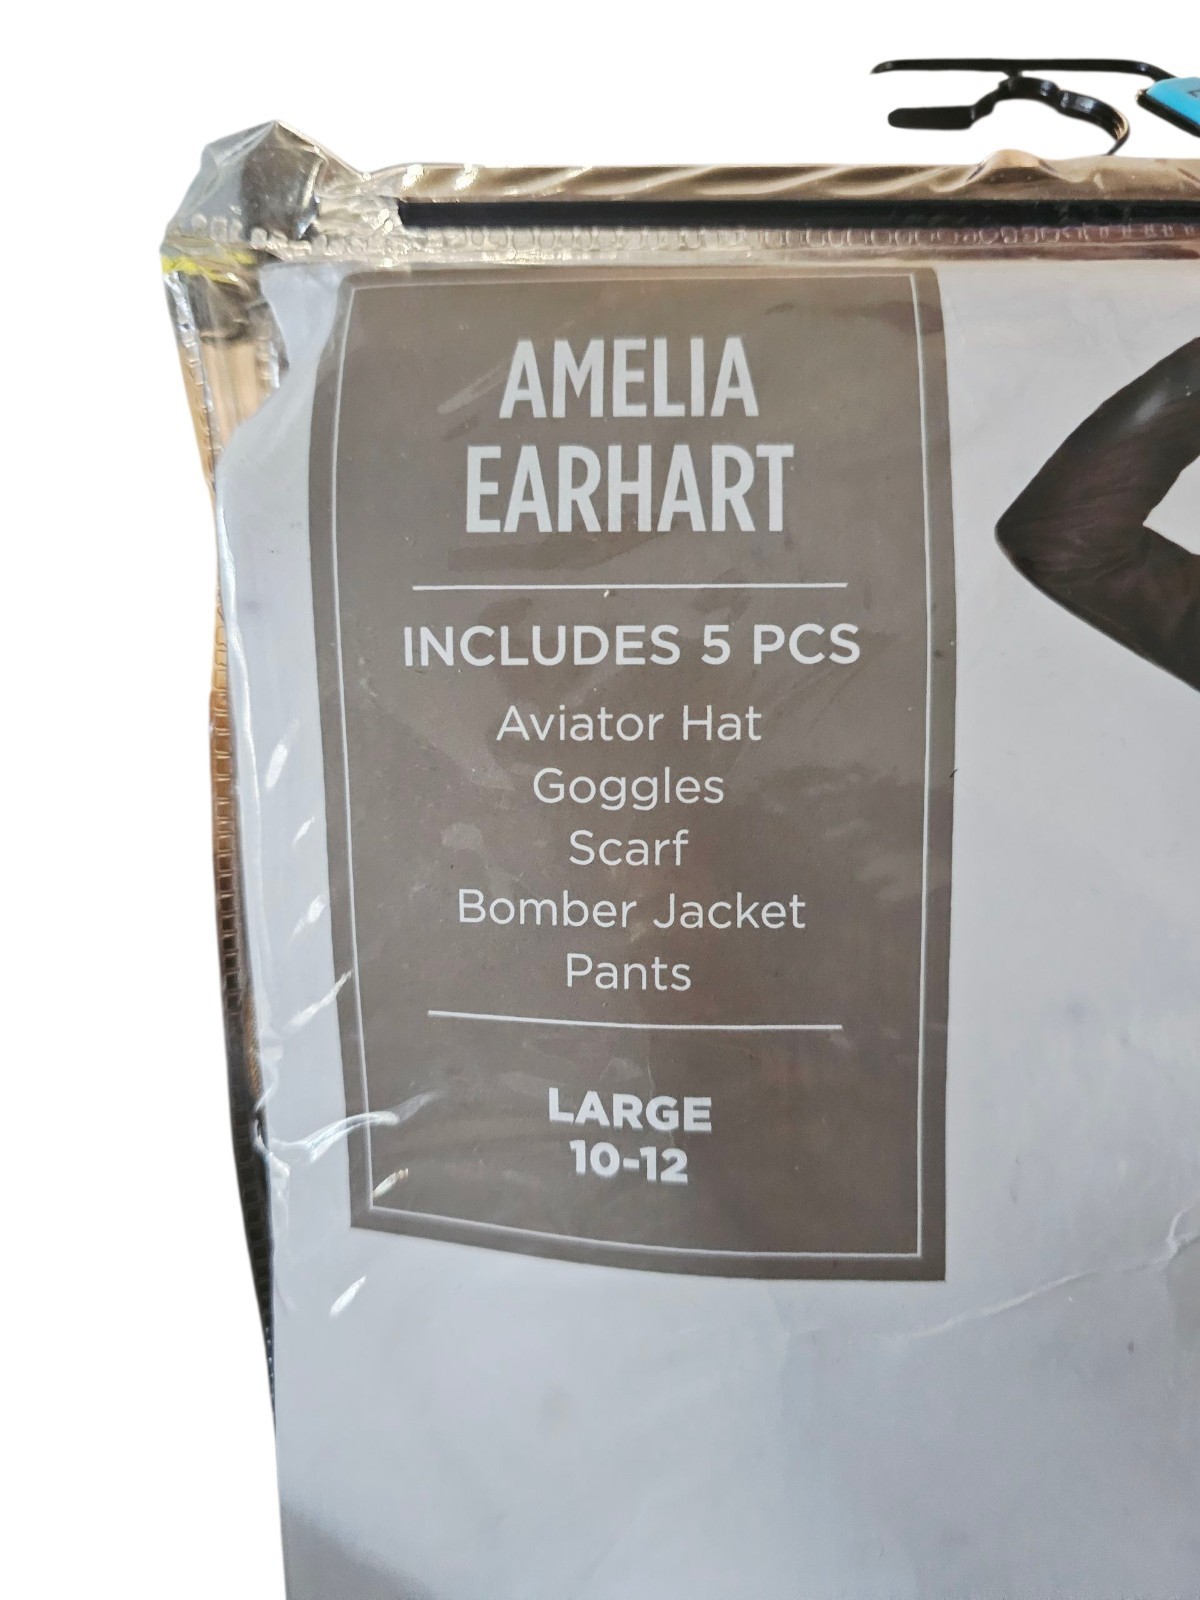 AMELIA
EARHART
INCLUDES 5 PCS
Aviator Hat
Goggles
Scarf
Bomber Jacket
Pants
LARGE
10-12